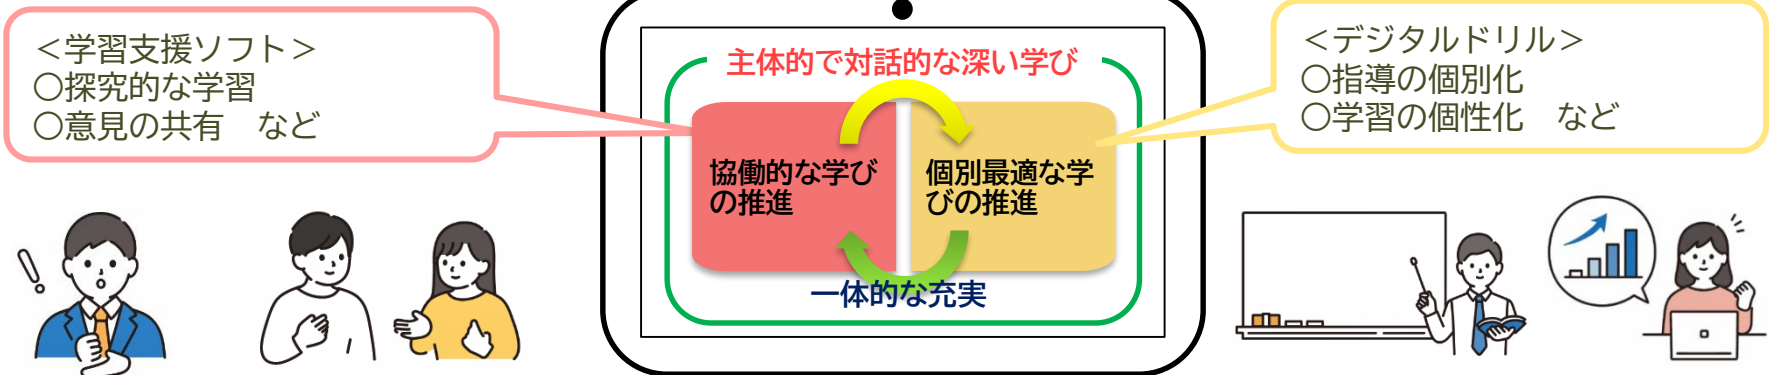 ＜学習支援ソフト＞
〇探究的な学習
〇意見の共有　など
主体的で対話的な深い学び
協働的な学び
の推進
個別最適な学
びの推進
一体的な充実
＜デジタルドリル＞
〇指導の個別化
〇学習の個性化　など